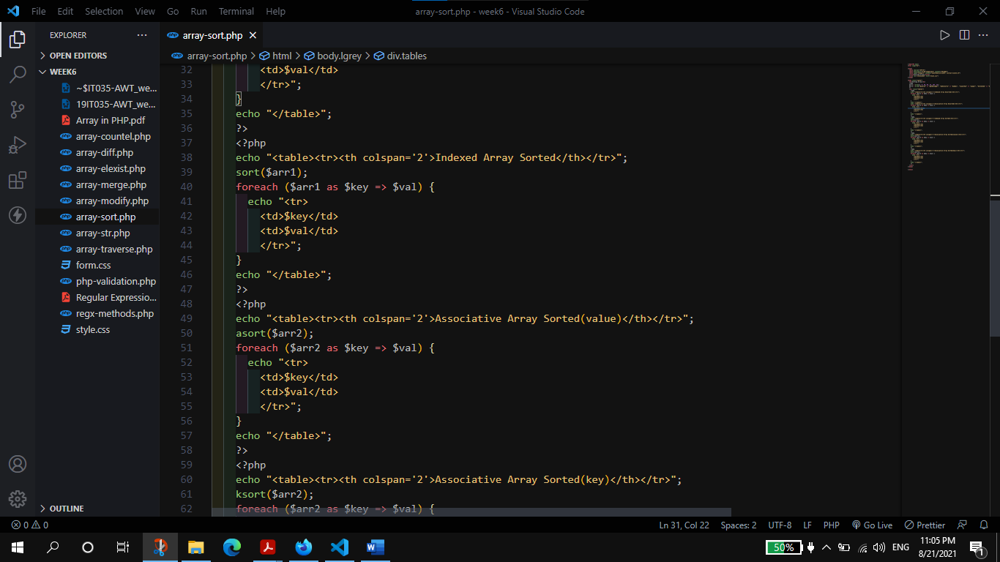 File Edit Selection View Go Run Terminal Help
array-sort.php - week6 - Visual Studio Code
EXPLORER
array-sort.php
array-sort.php > html > body.lgrey > div.tables
OPEN EDITORS
WEEK6
~$IT035-AWT_we...
19IT035-AWT_we...
Array in PHP.pdf
array-countel.php
array-diff.php
array-elexist.php
array-merge.php
array-modify.php
array-sort.php
array-str.php
array-traverse.php
form.css
php-validation.php
Regular Expressio...
regx-methods.php
style.css
OUTLINE
32 <td>$val</td>
33 </tr>";
34 }
35 echo "</table>";
36 ?>
37 <?php
38 echo "<table><tr><th colspan='2'>Indexed Array Sorted</th></tr>";
39 sort($arr1);
40 foreach ($arr1 as $key => $val) {
41 echo "<tr>
42 <td>$key</td>
43 <td>$val</td>
44 </tr>";
45 }
46 echo "</table>";
47 ?>
48 <?php
49 echo "<table><tr><th colspan='2'>Associative Array Sorted(value)</th></tr>";
50 asort($arr2);
51 foreach ($arr2 as $key => $val) {
52 echo "<tr>
53 <td>$key</td>
54 <td>$val</td>
55 </tr>";
56 }
57 echo "</table>";
58 ?>
59 <?php
60 echo "<table><tr><th colspan='2'>Associative Array Sorted(key)</th></tr>";
61 ksort($arr2);
62 foreach ($arr2 as $key => $val) {
0 0
Ln 31, Col 22 Spaces: 2 UTF-8 LF PHP Go Live Prettier
50%
ENG
11:05 PM
8/21/2021
1